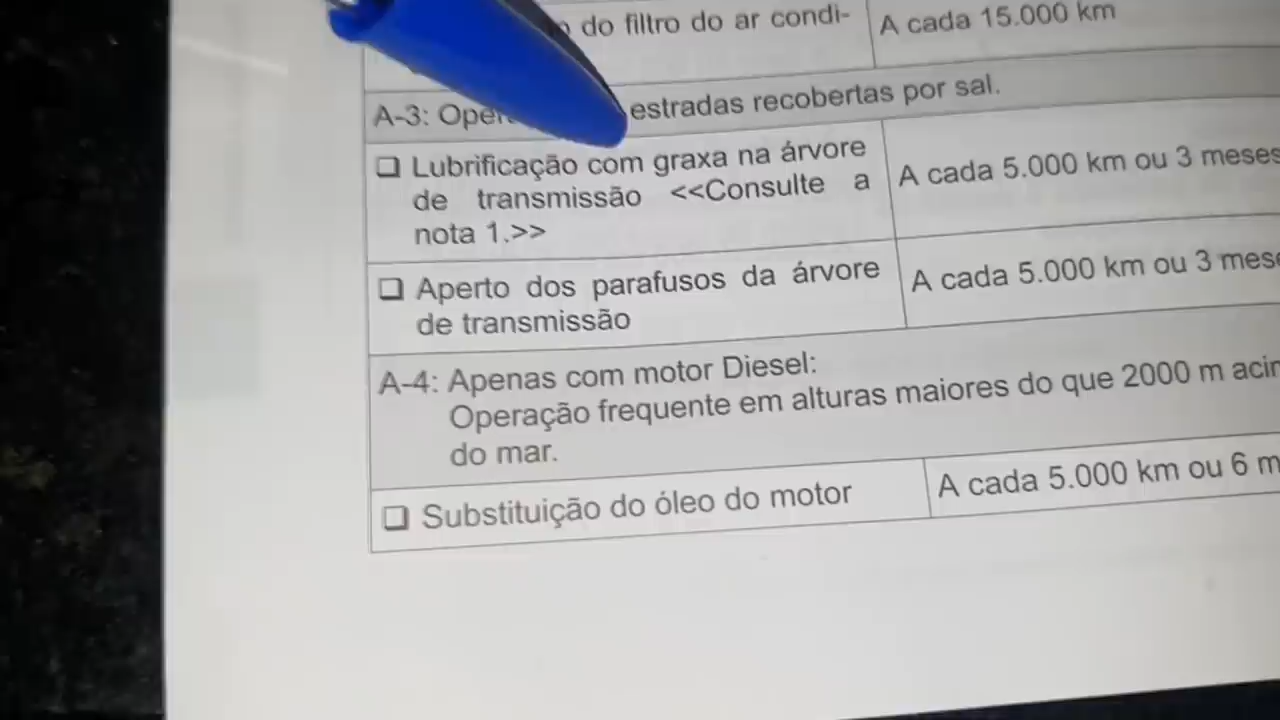 do filtro do ar condi-
A cada 15.000 km
A-3: estradas recobertas por sal.
❑ Lubrificação com graxa na árvore
de transmissão <<Consulte a
nota 1.>>
A cada 5.000 km ou 3 meses
❑ Aperto dos parafusos da árvore
de transmissão
A cada 5.000 km ou 3
A-4: Apenas com motor Diesel:
Operação frequente em alturas maiores do que 2000 m
do mar.
❑ Substituição do óleo do motor
A cada 5.000 km ou 6